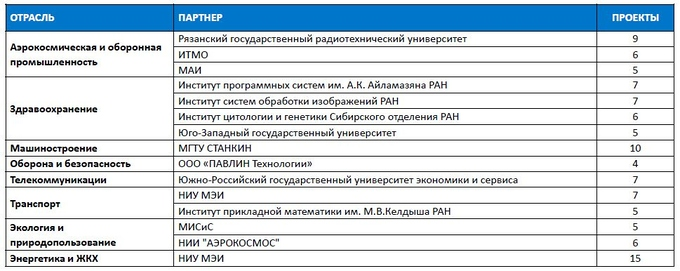 ОТРАСЛЬ ПАРТНЕР ПРОЕКТЫ
Аэрокосмическая и оборонная промышленность
Рязанский государственный радиотехнический университет 9
ИТМО 6
МАИ 5
Здравоохранение
Институт программных систем им. А.К. Айламазяна РАН 7
Институт систем обработки изображений РАН 7
Институт цитологии и генетики Сибирского отделения РАН 6
Юго-Западный государственный университет 5
Машиностроение МГТУ СТАНКИН 10
Оборона и безопасность ООО «ПАВЛИН Технологии» 4
Телекоммуникации Южно-Российский государственный университет экономики и сервиса 7
Транспорт
НИУ МЭИ 7
Институт прикладной математики им. М.В.Келдыша РАН 5
Экология и
природопользование
МИСиС 5
НИИ "АЭРОКОСМОС" 6
Энергетика и ЖКХ НИУ МЭИ 15